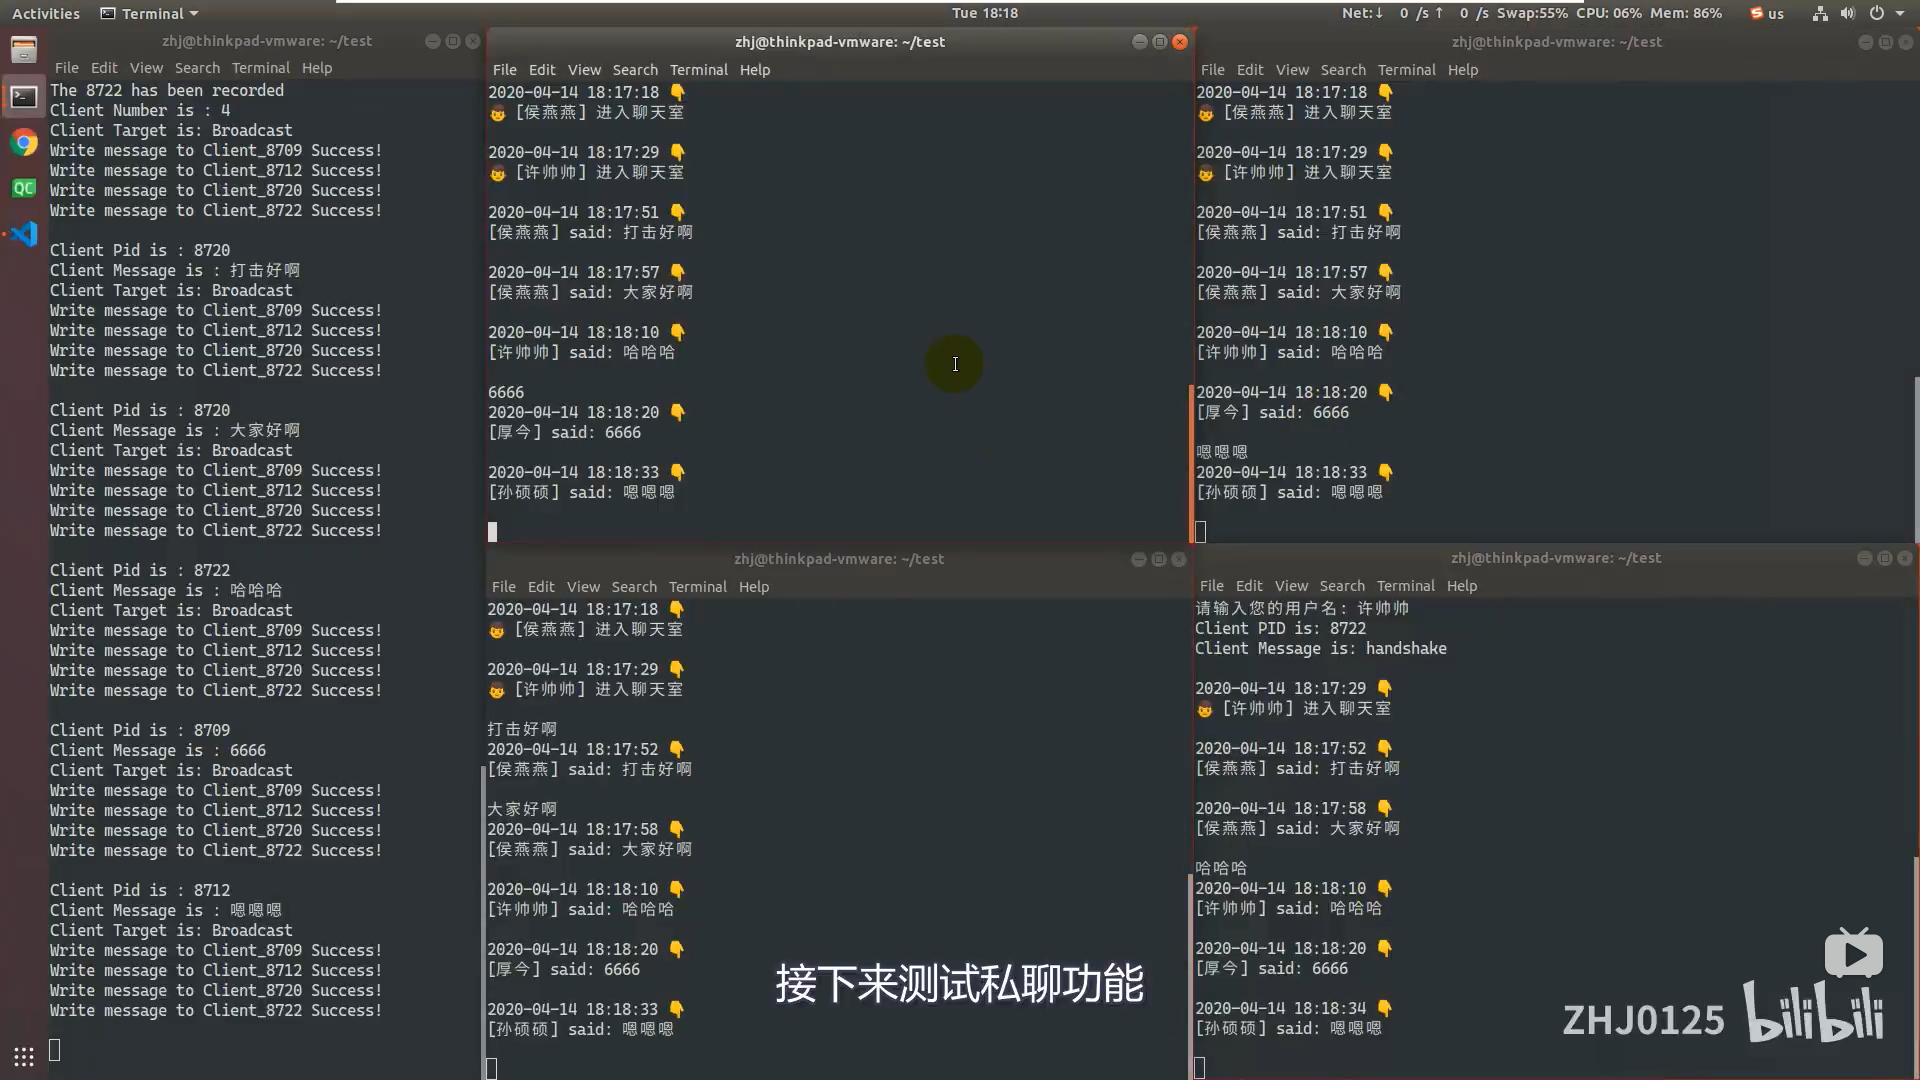 Activities Terminal Tue 18:18 Net:↓ 0 /s ↑ 0 /s Swap:55% CPU: 06% Mem: 86% us
zhj@thinkpad-vmware: ~/test
File Edit View Search Terminal Help
The 8722 has been recorded
Client Number is : 4
Client Target is: Broadcast
Write message to Client_8709 Success!
Write message to Client_8712 Success!
Write message to Client_8720 Success!
Write message to Client_8722 Success!
Client Pid is : 8720
Client Message is : 打击好啊
Client Target is: Broadcast
Write message to Client_8709 Success!
Write message to Client_8712 Success!
Write message to Client_8720 Success!
Write message to Client_8722 Success!
Client Pid is : 8720
Client Message is : 大家好啊
Client Target is: Broadcast
Write message to Client_8709 Success!
Write message to Client_8712 Success!
Write message to Client_8720 Success!
Write message to Client_8722 Success!
Client Pid is : 8722
Client Message is : 哈哈哈
Client Target is: Broadcast
Write message to Client_8709 Success!
Write message to Client_8712 Success!
Write message to Client_8720 Success!
Write message to Client_8722 Success!
Client Pid is : 8709
Client Message is : 6666
Client Target is: Broadcast
Write message to Client_8709 Success!
Write message to Client_8712 Success!
Write message to Client_8720 Success!
Write message to Client_8722 Success!
Client Pid is : 8712
Client Message is : 嗯嗯嗯
Client Target is: Broadcast
Write message to Client_8709 Success!
Write message to Client_8712 Success!
Write message to Client_8720 Success!
Write message to Client_8722 Success!
zhj@thinkpad-vmware: ~/test
File Edit View Search Terminal Help
2020-04-14 18:17:18 👇
👦 [侯燕燕] 进入聊天室
2020-04-14 18:17:29 👇
👦 [许帅帅] 进入聊天室
2020-04-14 18:17:51 👇
[侯燕燕] said: 打击好啊
2020-04-14 18:17:57 👇
[侯燕燕] said: 大家好啊
2020-04-14 18:18:10 👇
[许帅帅] said: 哈哈哈
6666
2020-04-14 18:18:20 👇
[厚今] said: 6666
2020-04-14 18:18:33 👇
[孙硕硕] said: 嗯嗯嗯
zhj@thinkpad-vmware: ~/test
File Edit View Search Terminal Help
2020-04-14 18:17:18 👇
👦 [侯燕燕] 进入聊天室
2020-04-14 18:17:29 👇
👦 [许帅帅] 进入聊天室
2020-04-14 18:17:51 👇
[侯燕燕] said: 打击好啊
2020-04-14 18:17:57 👇
[侯燕燕] said: 大家好啊
2020-04-14 18:18:10 👇
[许帅帅] said: 哈哈哈
2020-04-14 18:18:20 👇
[厚今] said: 6666
嗯嗯嗯
2020-04-14 18:18:33 👇
[孙硕硕] said: 嗯嗯嗯
zhj@thinkpad-vmware: ~/test
File Edit View Search Terminal Help
2020-04-14 18:17:18 👇
👦 [侯燕燕] 进入聊天室
2020-04-14 18:17:29 👇
👦 [许帅帅] 进入聊天室
打击好啊
2020-04-14 18:17:52 👇
[侯燕燕] said: 打击好啊
大家好啊
2020-04-14 18:17:58 👇
[侯燕燕] said: 大家好啊
2020-04-14 18:18:10 👇
[许帅帅] said: 哈哈哈
2020-04-14 18:18:20 👇
[厚今] said: 6666
2020-04-14 18:18:33 👇
[孙硕硕] said: 嗯嗯嗯
zhj@thinkpad-vmware: ~/test
File Edit View Search Terminal Help
请输入您的用户名: 许帅帅
Client PID is: 8722
Client Message is: handshake
2020-04-14 18:17:29 👇
👦 [许帅帅] 进入聊天室
2020-04-14 18:17:52 👇
[侯燕燕] said: 打击好啊
2020-04-14 18:17:58 👇
[侯燕燕] said: 大家好啊
哈哈哈
2020-04-14 18:18:10 👇
[许帅帅] said: 哈哈哈
2020-04-14 18:18:20 👇
[厚今] said: 6666
2020-04-14 18:18:34 👇
[孙硕硕] said: 嗯嗯嗯
接下来测试私聊功能
ZHJ0125 bilibili
QC